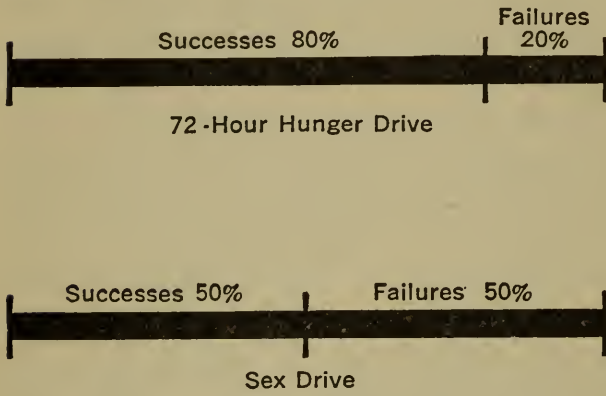 Failures
Successes 80% 20%
72-Hour Hunger Drive
Successes 50% Failures 50%
Sex Drive